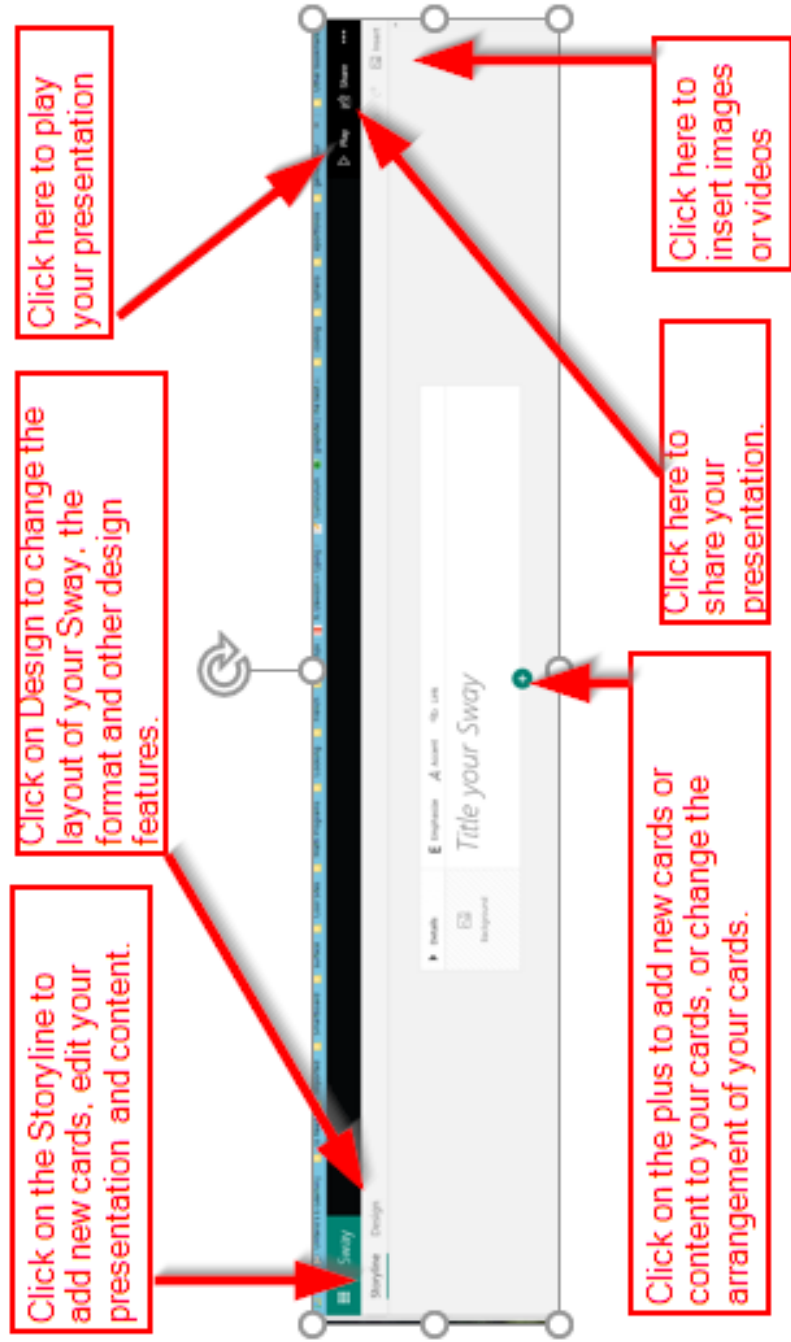 Click on the Storyline to
add new cards, edit your
presentation and content.
Click on Design to change the
layout of your Sway, the
format and other design
features.
Click here to play
your presentation
Sway
Play
Share
Storyline
Design
Insert
Details
E Emphasize
A Accent
Link
Background
Title your Sway
Click on the plus to add new cards or
content to your cards, or change the
arrangement of your cards.
Click here to
share your
presentation.
Click here to
insert images
or videos